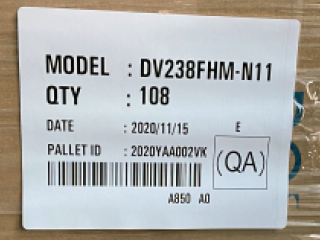 MODEL : DV238FHM-N11
QTY : 108
DATE : 2020/11/15 E
PALLET ID : 2020YAA002VK
(QA)
A850 A0